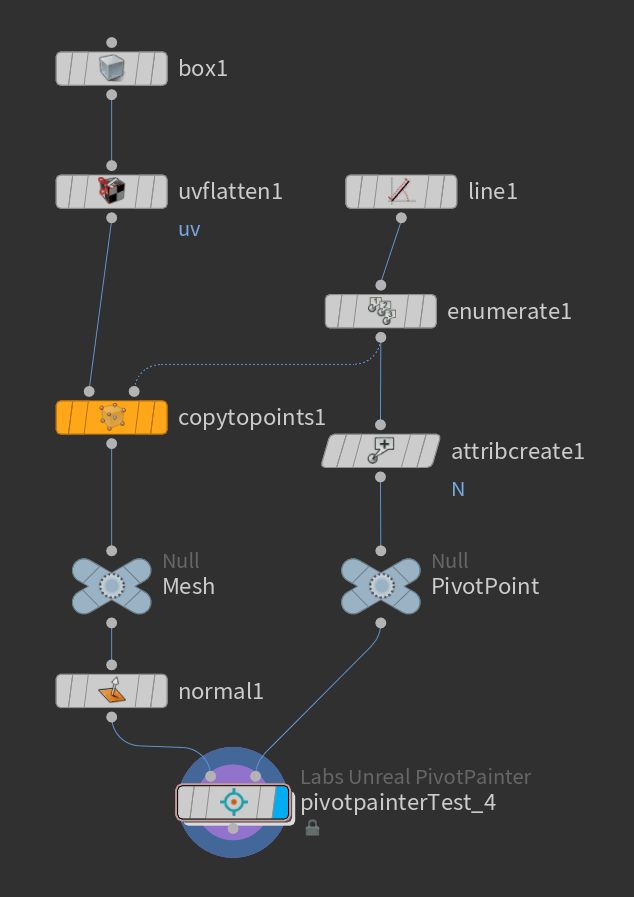 box1
uvflatten1
uv
line1
enumerate1
copytopoints1
attribcreate1
N
Null
Mesh
Null
PivotPoint
normal1
Labs Unreal PivotPainter
pivotpainterTest_4